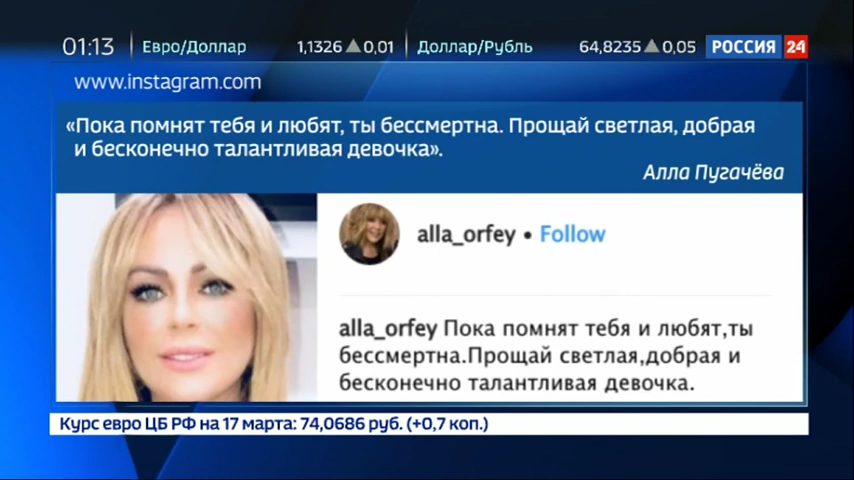 01:13 Евро/Доллар 1,1326 ▲ 0,01 Доллар/Рубль 64,8235 ▲ 0,05 РОССИЯ 24
www.instagram.com
«Пока помнят тебя и любят, ты бессмертна. Прощай светлая, добрая
и бесконечно талантливая девочка».
Алла Пугачёва
alla_orfey • Follow
alla_orfey Пока помнят тебя и любят,ты
бессмертна.Прощай светлая,добрая и
бесконечно талантливая девочка.
Курс евро ЦБ РФ на 17 марта: 74,0686 руб. (+0,7 коп.)